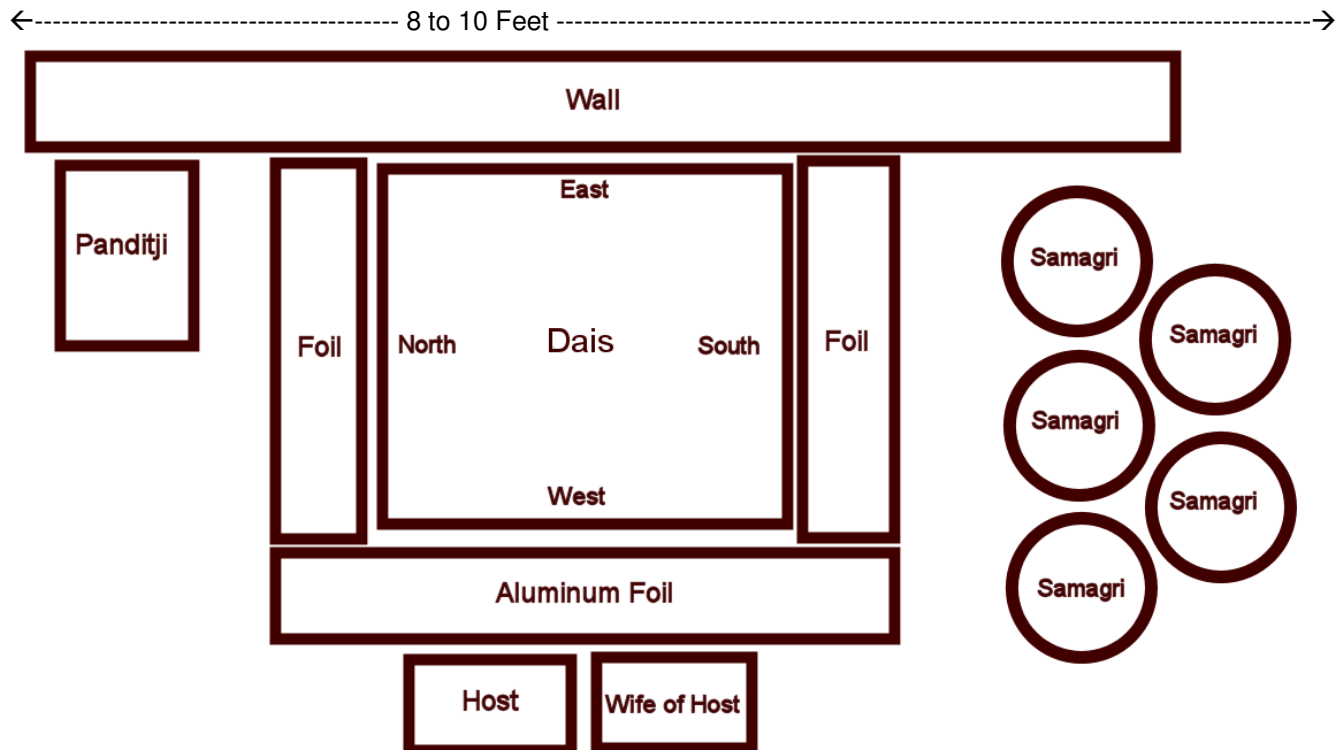 ←---------------------------------------- 8 to 10 Feet --------------------------------------------------------------------------------→
Wall
East
Panditji
Samagri
Samagri
Foil
North
Dais
South
Foil
Samagri
West
Samagri
Aluminum Foil
Samagri
Host
Wife of Host